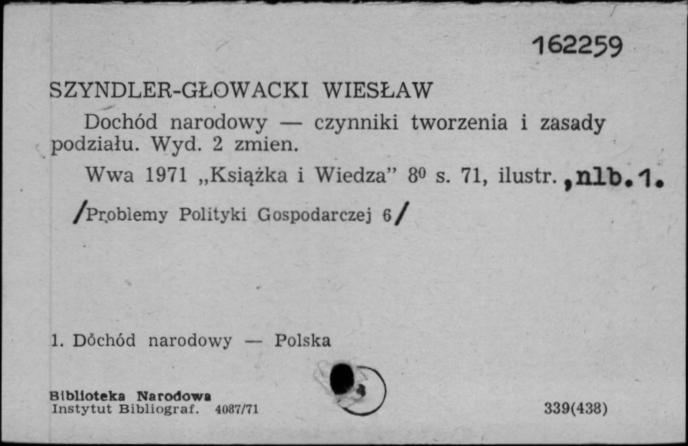 162259
SZYNDLER-GŁOWACKI WIESŁAW
Dochód narodowy — czynniki tworzenia i zasady
podziału. Wyd. 2 zmien.
Wwa 1971 „Książka i Wiedza” 8⁰ s. 71, ilustr. , nlb. 1.
/Problemy Polityki Gospodarczej 6/
1. Dochód narodowy — Polska
Biblioteka Narodowa
Instytut Bibliograf. 4087/71
339(438)